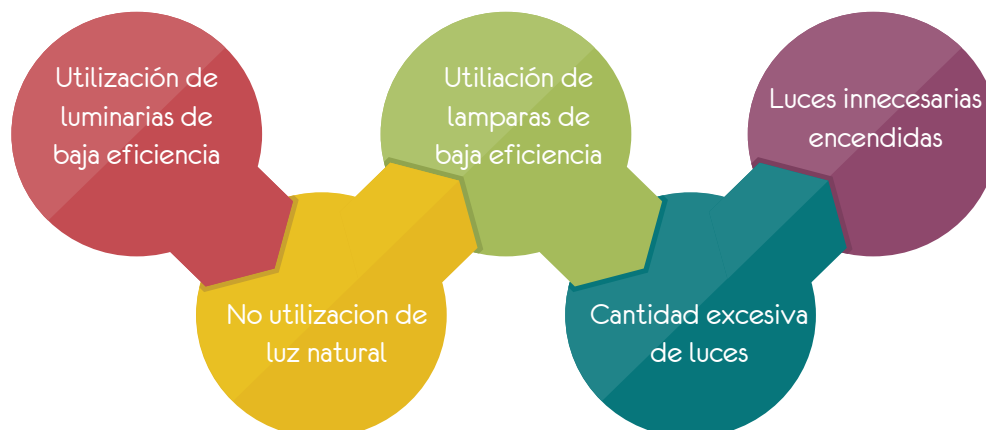 Utilización de
luminarias de
baja eficiencia
No utilizacion de
luz natural
Utiliación de
lamparas de
baja eficiencia
Cantidad excesiva
de luces
Luces innecesarias
encendidas